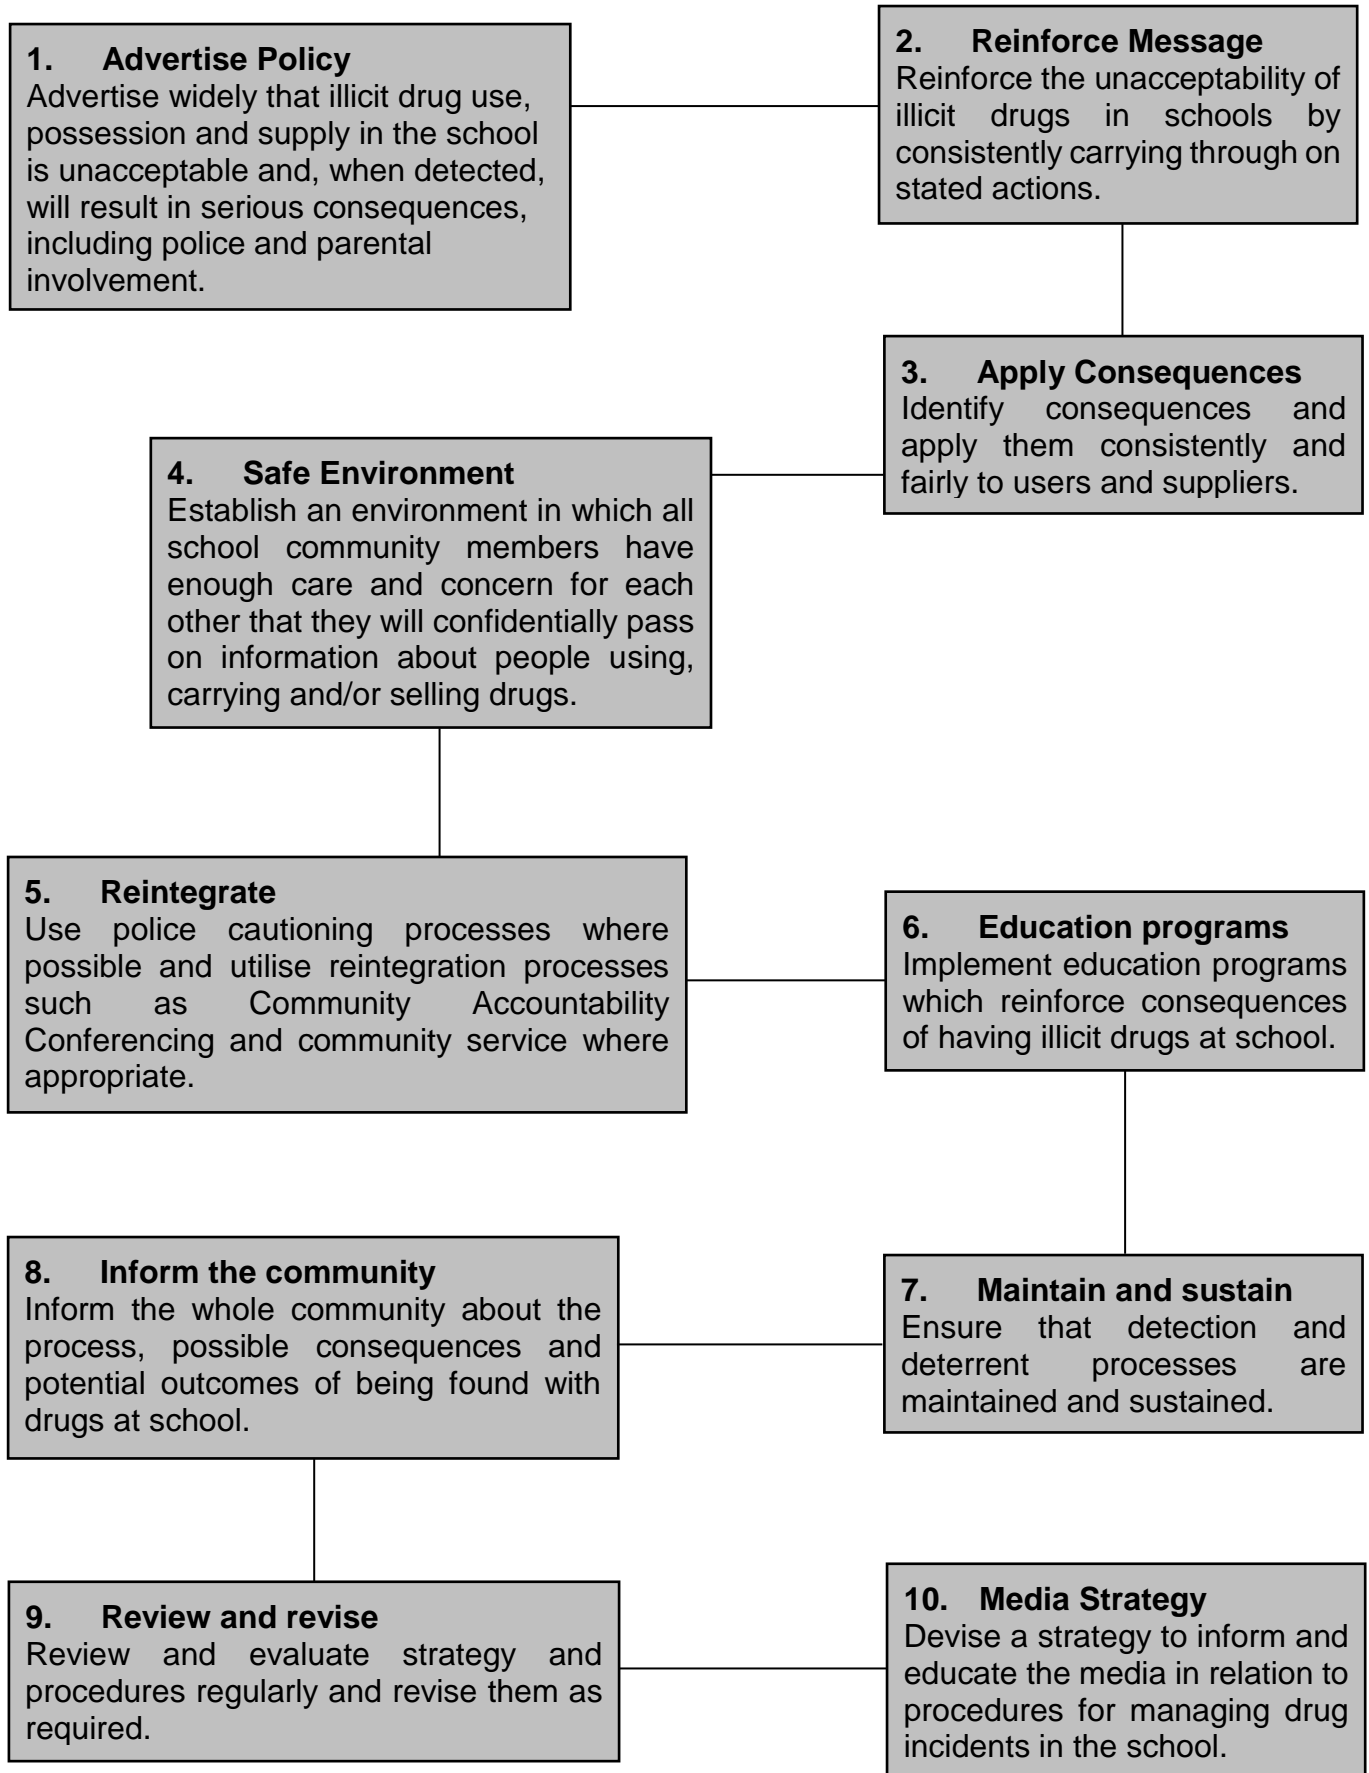 1. Advertise Policy
Advertise widely that illicit drug use,
possession and supply in the school
is unacceptable and, when detected,
will result in serious consequences,
including police and parental
involvement.
2. Reinforce Message
Reinforce the unacceptability of
illicit drugs in schools by
consistently carrying through on
stated actions.
3. Apply Consequences
Identify consequences and
apply them consistently and
fairly to users and suppliers.
4. Safe Environment
Establish an environment in which all
school community members have
enough care and concern for each
other that they will confidentially pass
on information about people using,
carrying and/or selling drugs.
5. Reintegrate
Use police cautioning processes where
possible and utilise reintegration processes
such as Community Accountability
Conferencing and community service where
appropriate.
6. Education programs
Implement education programs
which reinforce consequences
of having illicit drugs at school.
7. Maintain and sustain
Ensure that detection and
deterrent processes are
maintained and sustained.
8. Inform the community
Inform the whole community about the
process, possible consequences and
potential outcomes of being found with
drugs at school.
9. Review and revise
Review and evaluate strategy and
procedures regularly and revise them as
required.
10. Media Strategy
Devise a strategy to inform and
educate the media in relation to
procedures for managing drug
incidents in the school.